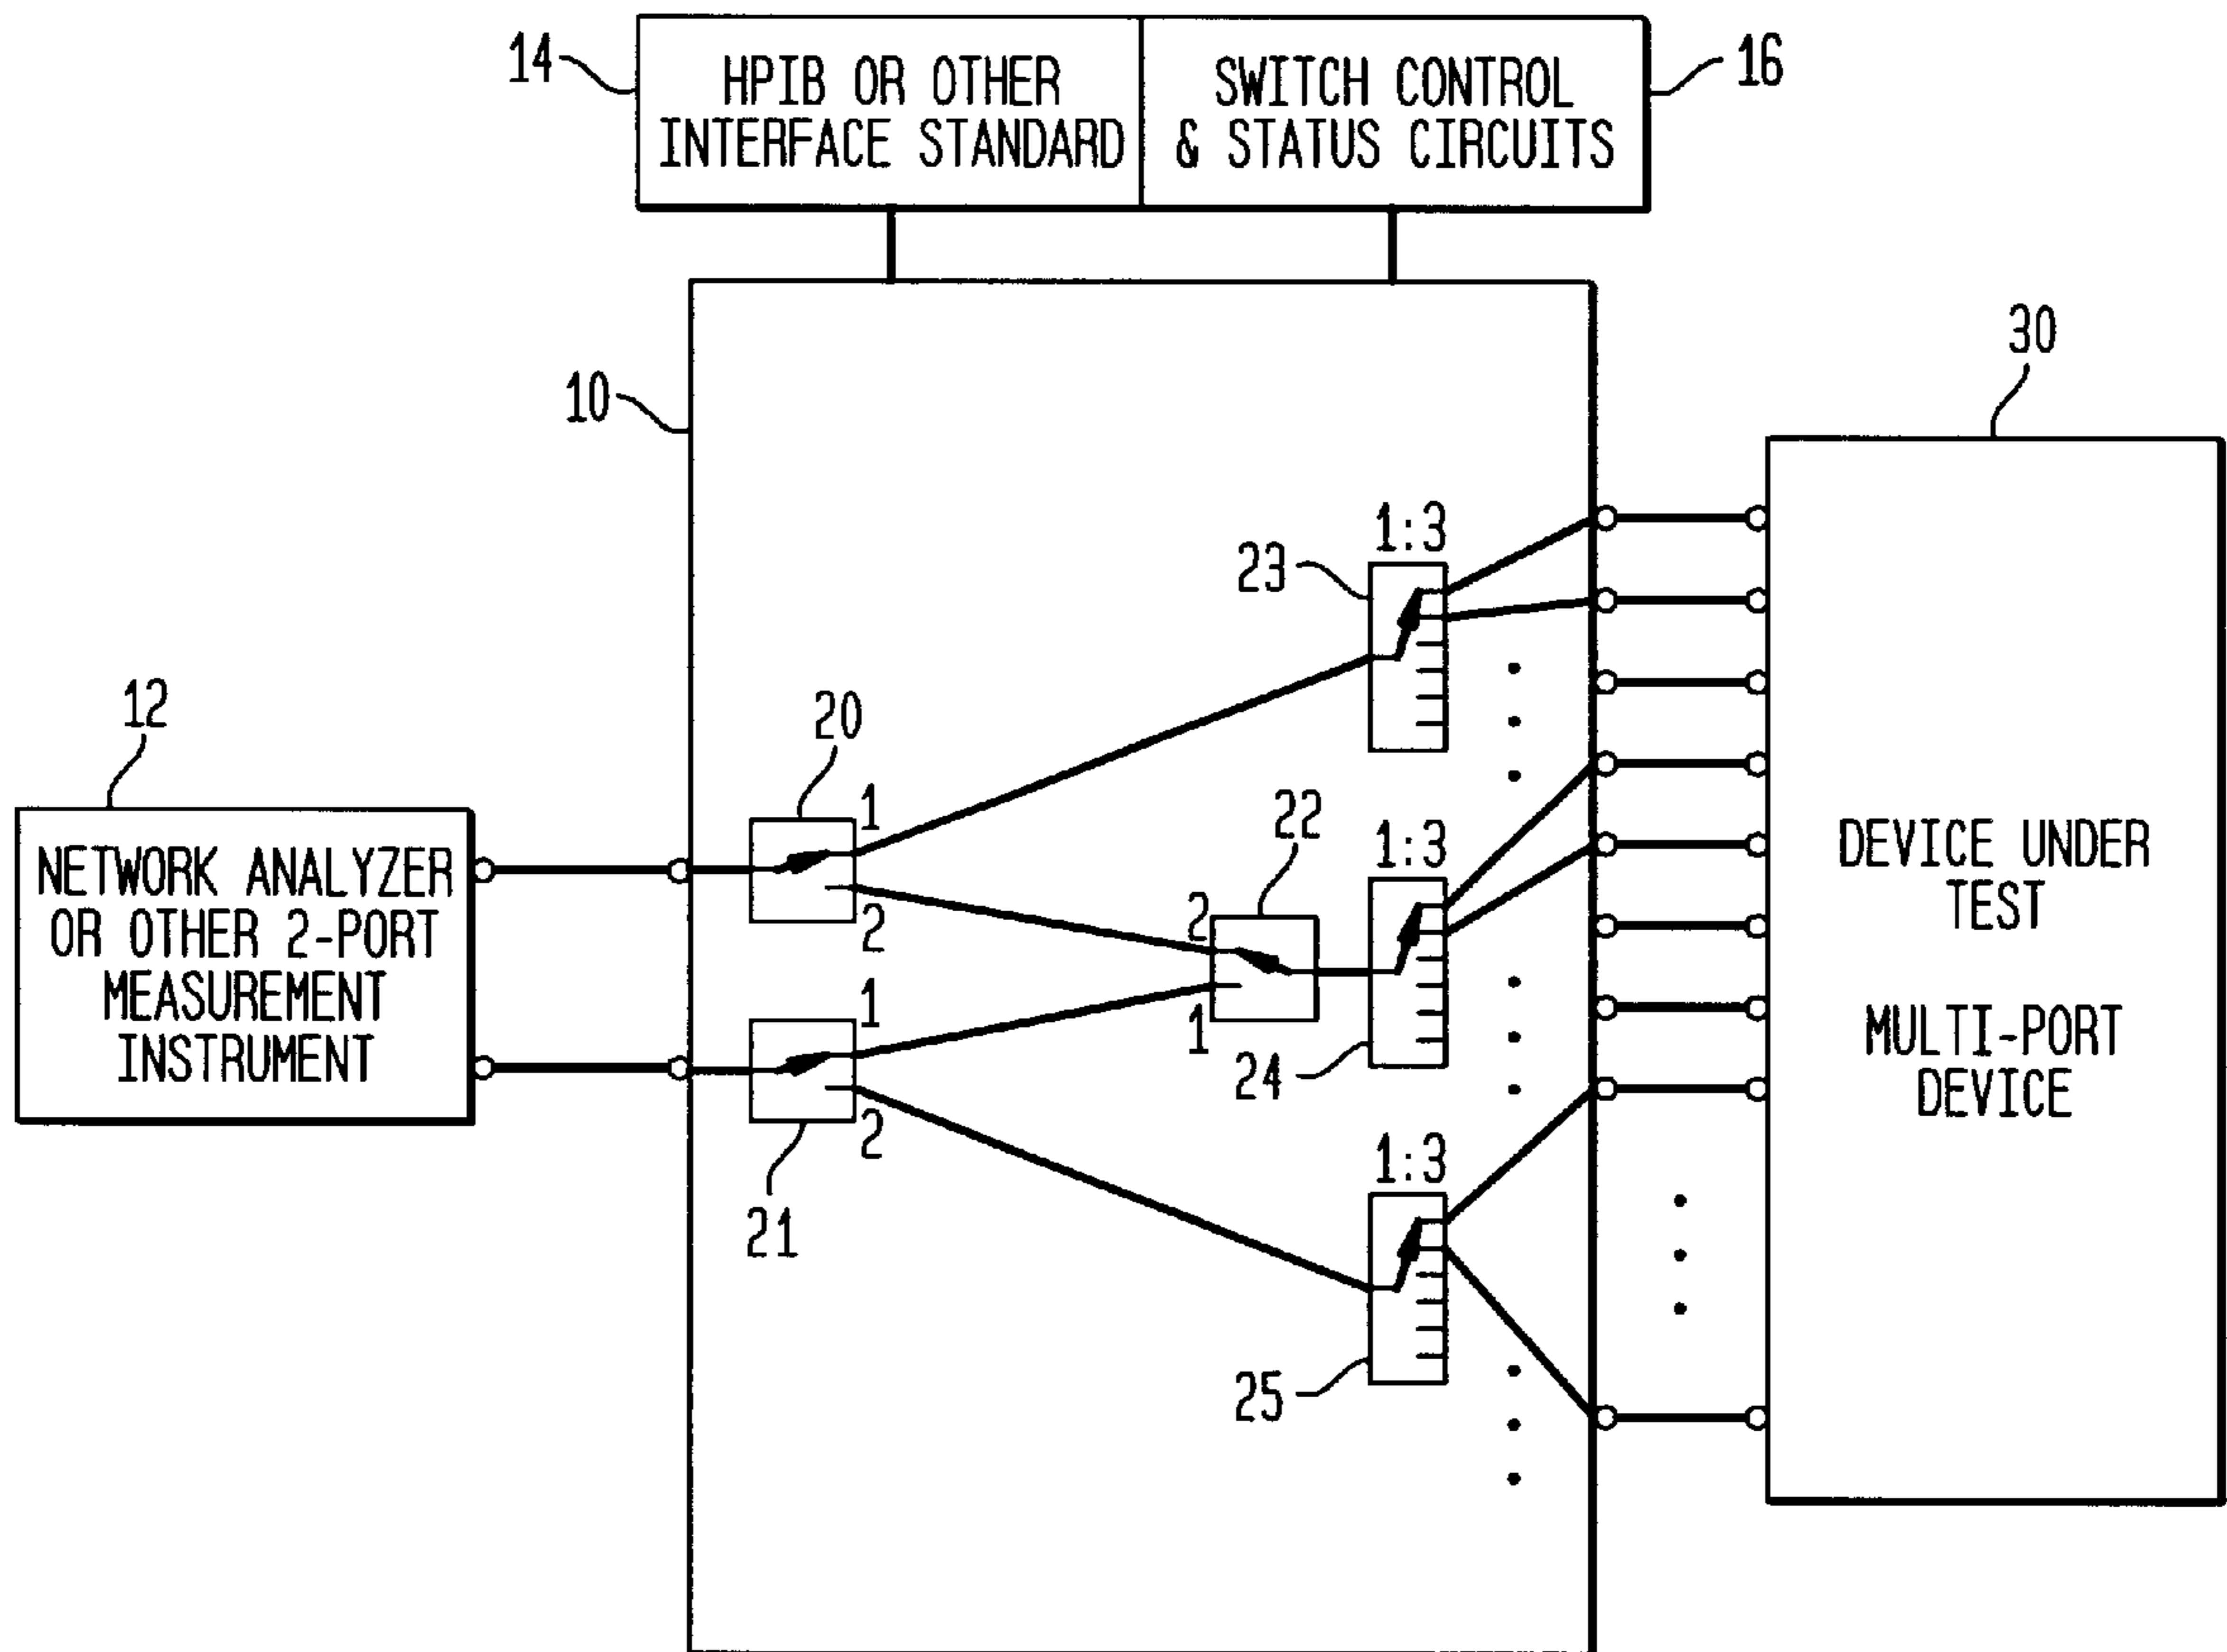 14
HPIB OR OTHER
INTERFACE STANDARD
SWITCH CONTROL
& STATUS CIRCUITS
16
10
30
1:3
23
12
20
1
22
1:3
NETWORK ANALYZER
OR OTHER 2-PORT
MEASUREMENT
INSTRUMENT
2
2
1
1
24
DEVICE UNDER
TEST
MULTI-PORT
DEVICE
2
21
1:3
25